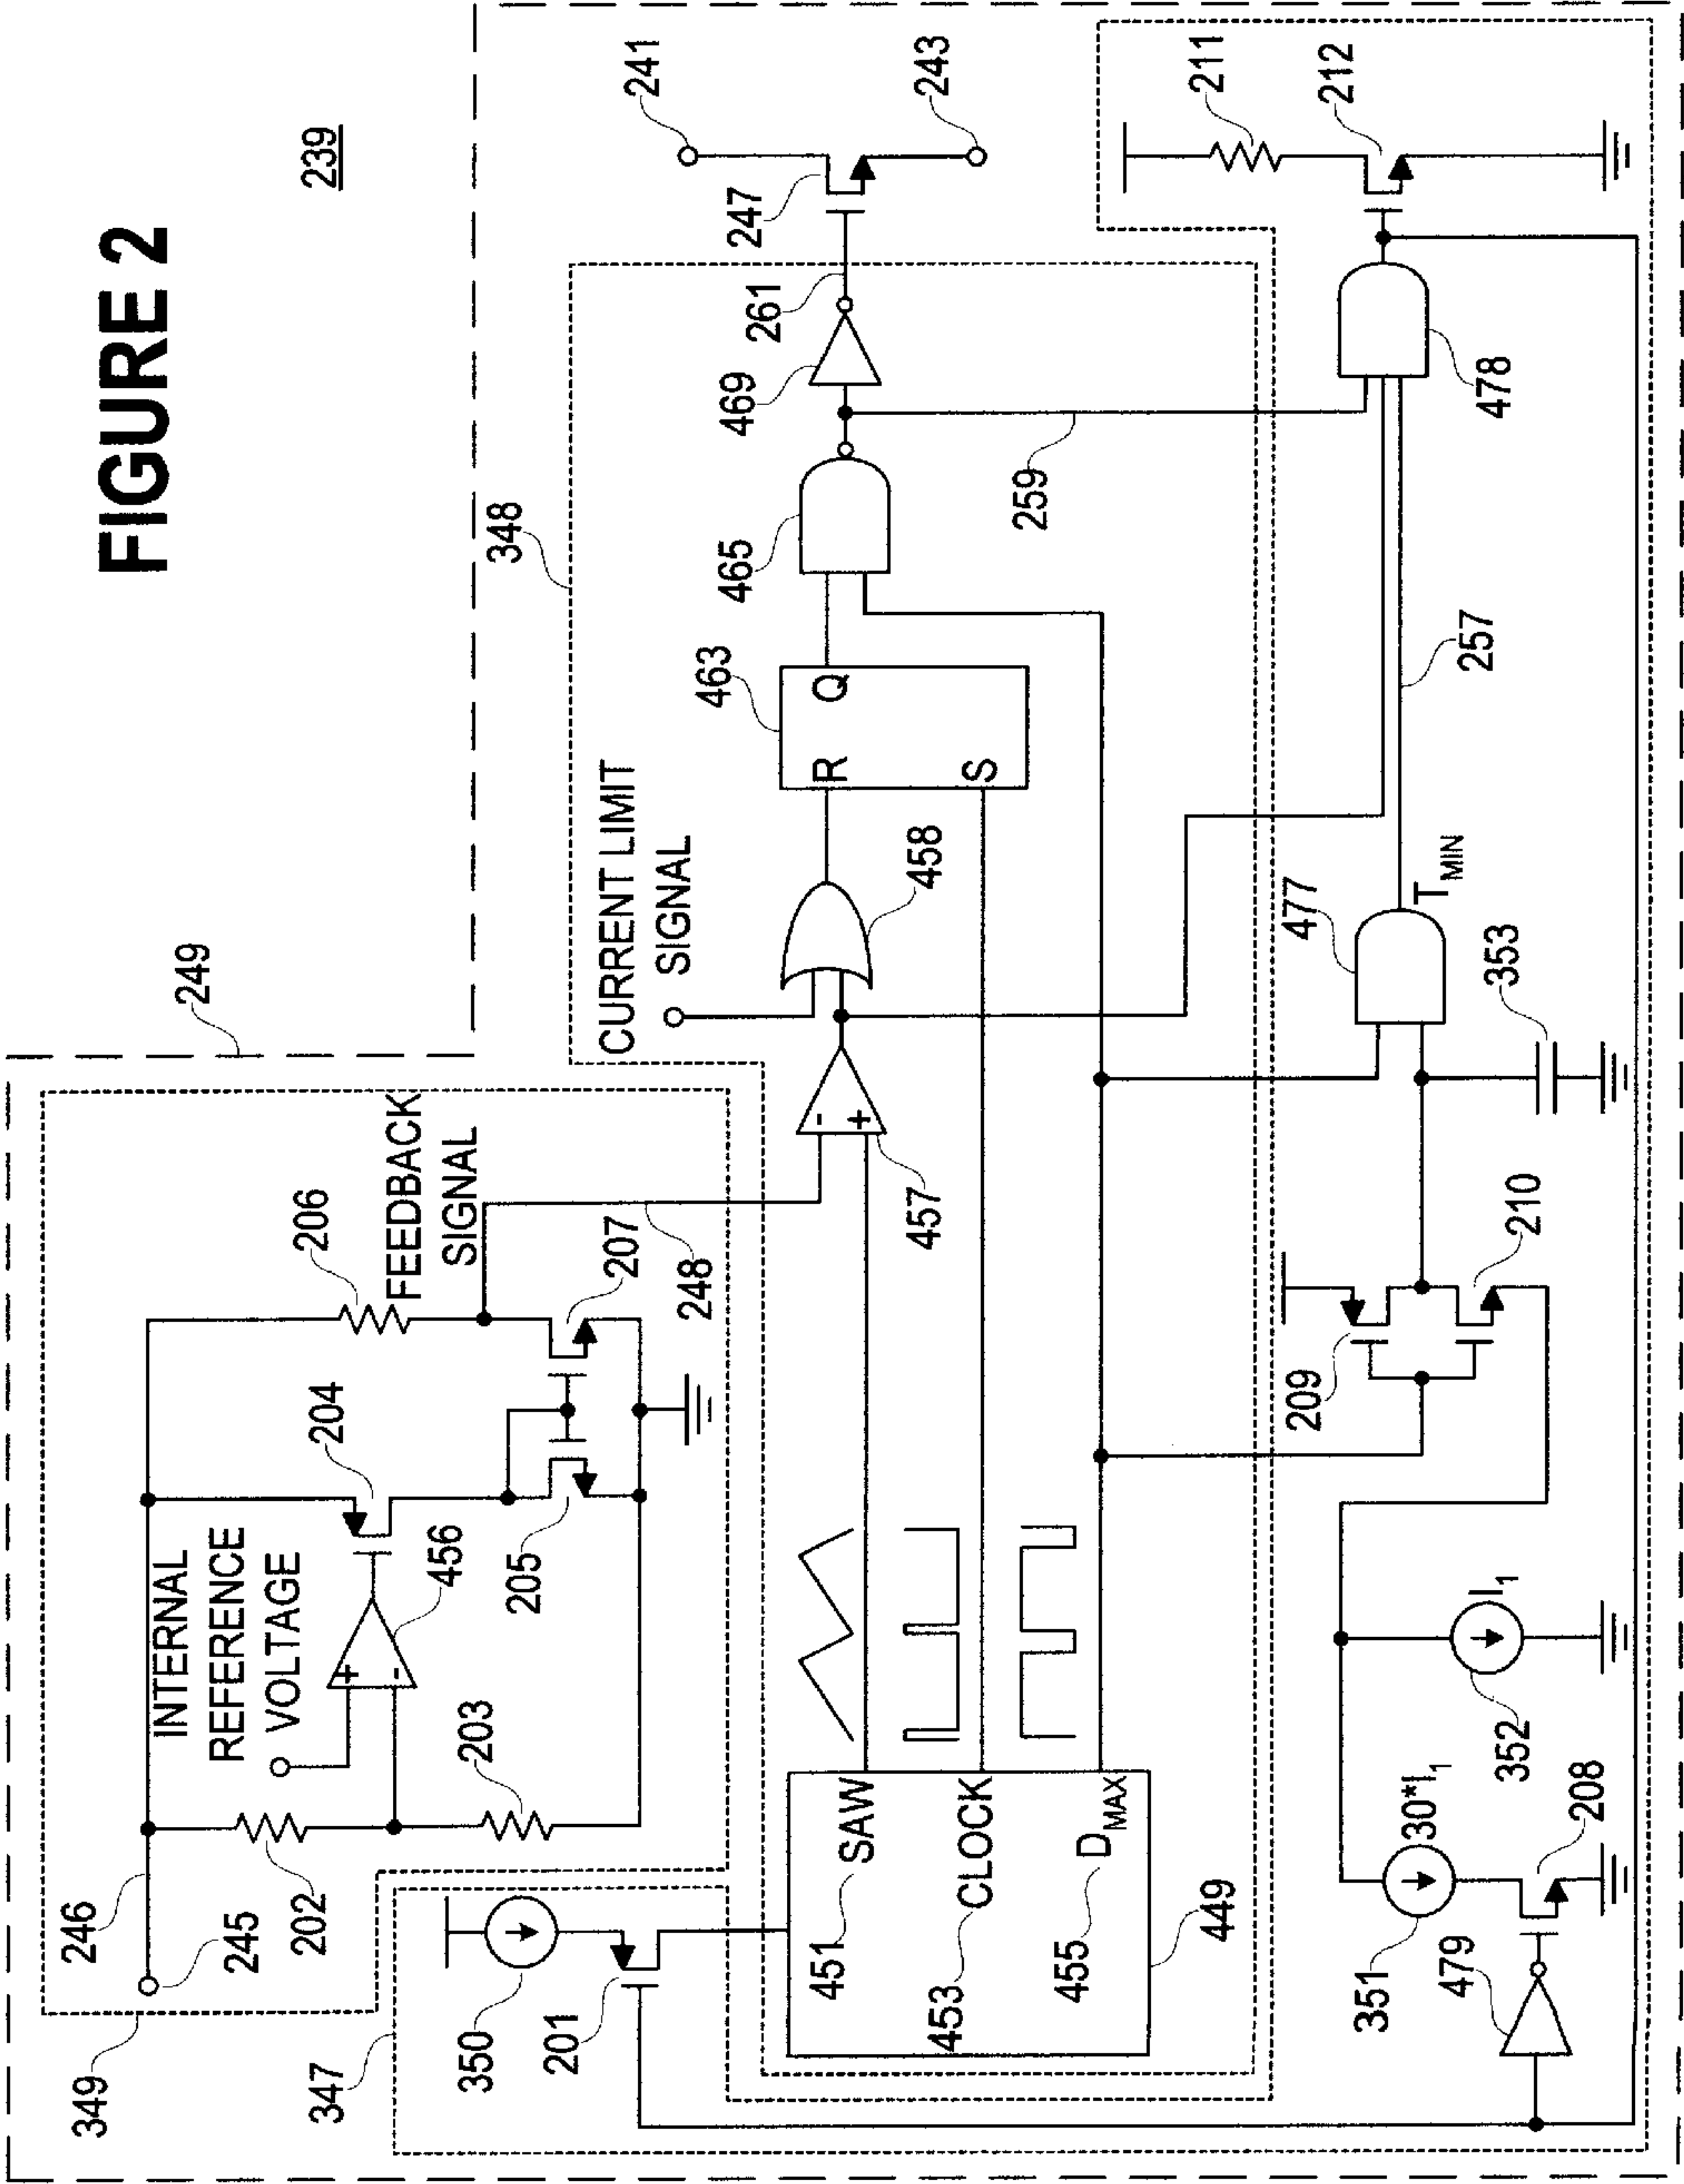 FIGURE 2
239
249
349
246
245
202
INTERNAL
REFERENCE
VOLTAGE
+
-
456
203
204
205
206
FEEDBACK
SIGNAL
207
248
347
350
201
348
CURRENT LIMIT
SIGNAL
451
SAW
453
CLOCK
455
DMAX
449
-
+
457
458
463
R
Q
S
465
469
261
247
241
243
259
211
212
478
257
477
TMIN
353
209
210
351
30*I1
352
I1
208
479